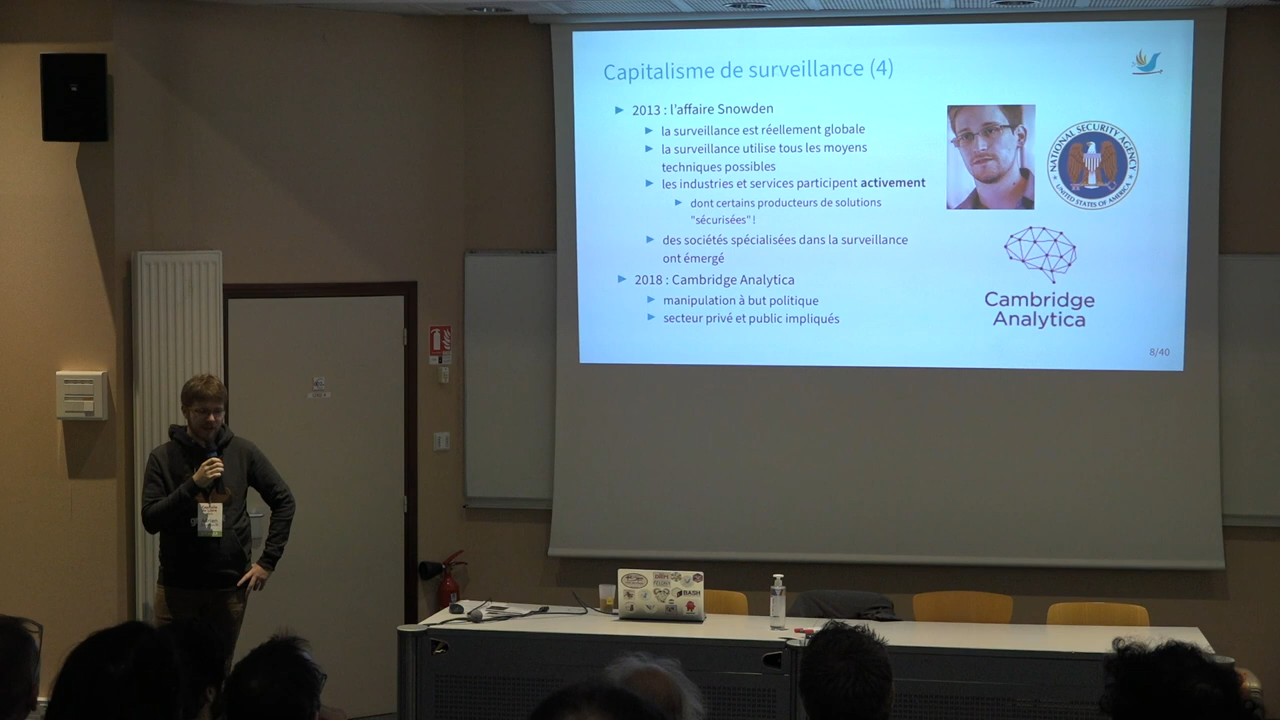 Capitalisme de surveillance (4)
► 2013 : l'affaire Snowden
► la surveillance est réellement globale
► la surveillance utilise tous les moyens
techniques possibles
► les industries et services participent activement
► dont certains producteurs de solutions
"sécurisées" !
► des sociétés spécialisées dans la surveillance
ont émergé
► 2018 : Cambridge Analytica
► manipulation à but politique
► secteur privé et public impliqués
NATIONAL SECURITY AGENCY
UNITED STATES OF AMERICA
Cambridge
Analytica
8/40
BASH